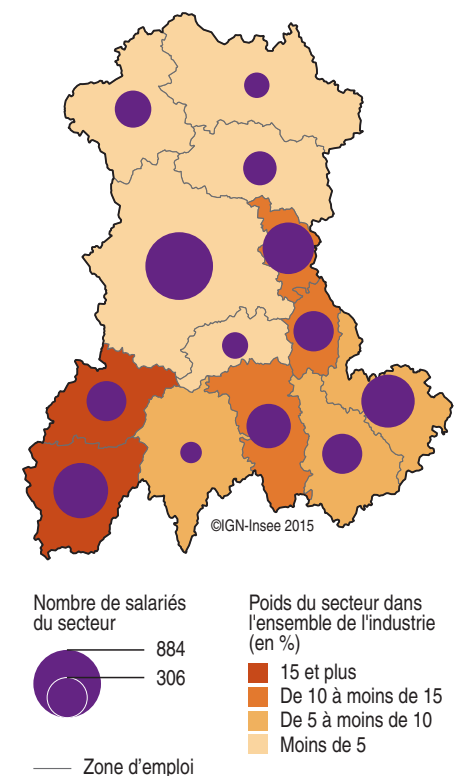 ©IGN-Insee 2015
Nombre de salariés
du secteur
884
306
Zone d'emploi
Poids du secteur dans
l'ensemble de l'industrie
(en %)
15 et plus
De 10 à moins de 15
De 5 à moins de 10
Moins de 5